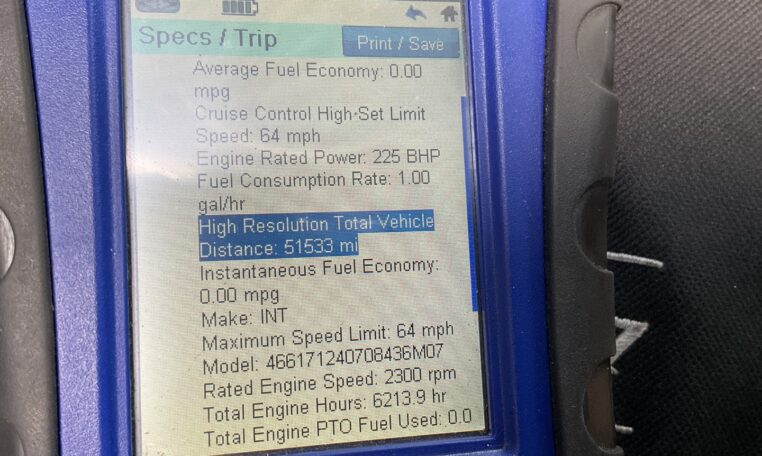 Specs / Trip
Print / Save
Average Fuel Economy: 0.00
mpg
Cruise Control High-Set Limit
Speed: 64 mph
Engine Rated Power: 225 BHP
Fuel Consumption Rate: 1.00
gal/hr
High Resolution Total Vehicle
Distance: 51533 mi
Instantaneous Fuel Economy:
0.00 mpg
Make: INT
Maximum Speed Limit: 64 mph
Model: 466171240708436M07
Rated Engine Speed: 2300 rpm
Total Engine Hours: 6213.9 hr
Total Engine PTO Fuel Used: 0.0